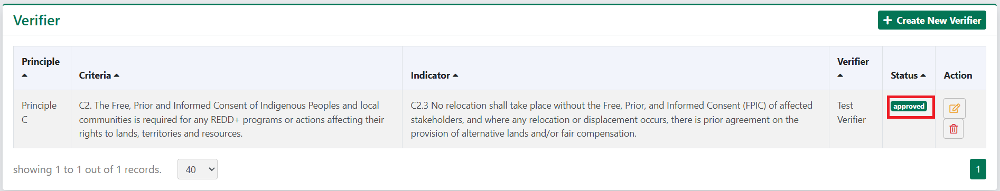 Verifier
Create New Verifier
Principle
Criteria
Indicator
Verifier
Status
Action
Principle
C
C2. The Free, Prior and Informed Consent of Indigenous Peoples and local
communities is required for any REDD+ programs or actions affecting their
rights to lands, territories and resources.
C2.3 No relocation shall take place without the Free, Prior, and Informed Consent (FPIC) of affected
stakeholders, and where any relocation or displacement occurs, there is prior agreement on the
provision of alternative lands and/or fair compensation.
Test
Verifier
approved
showing 1 to 1 out of 1 records.
40
1